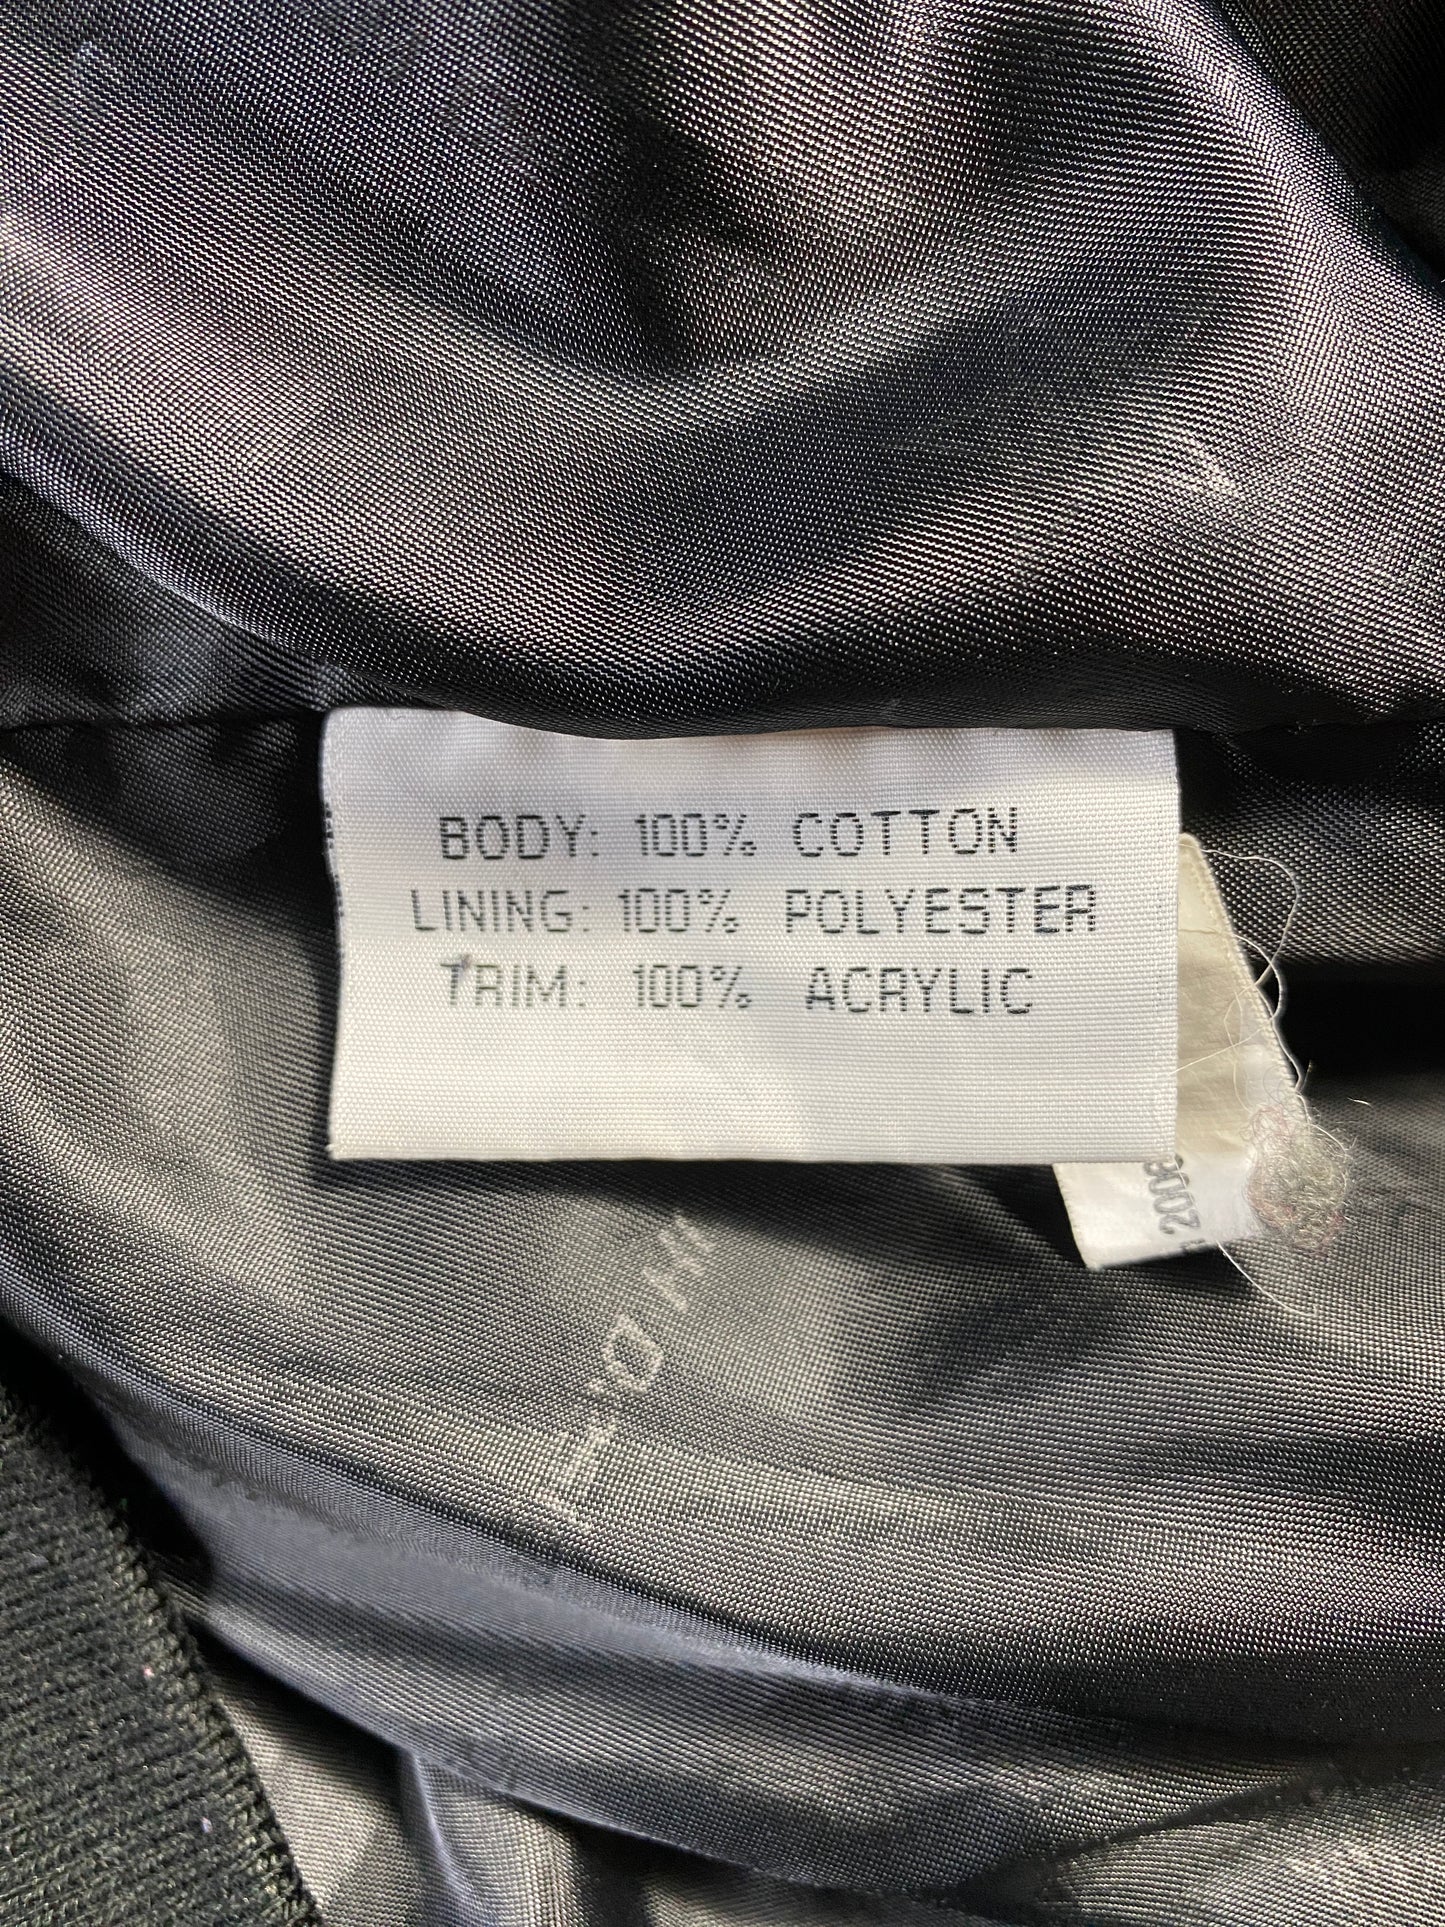 BODY: 100% COTTON
LINING: 100% POLYESTER
TRIM: 100% ACRYLIC